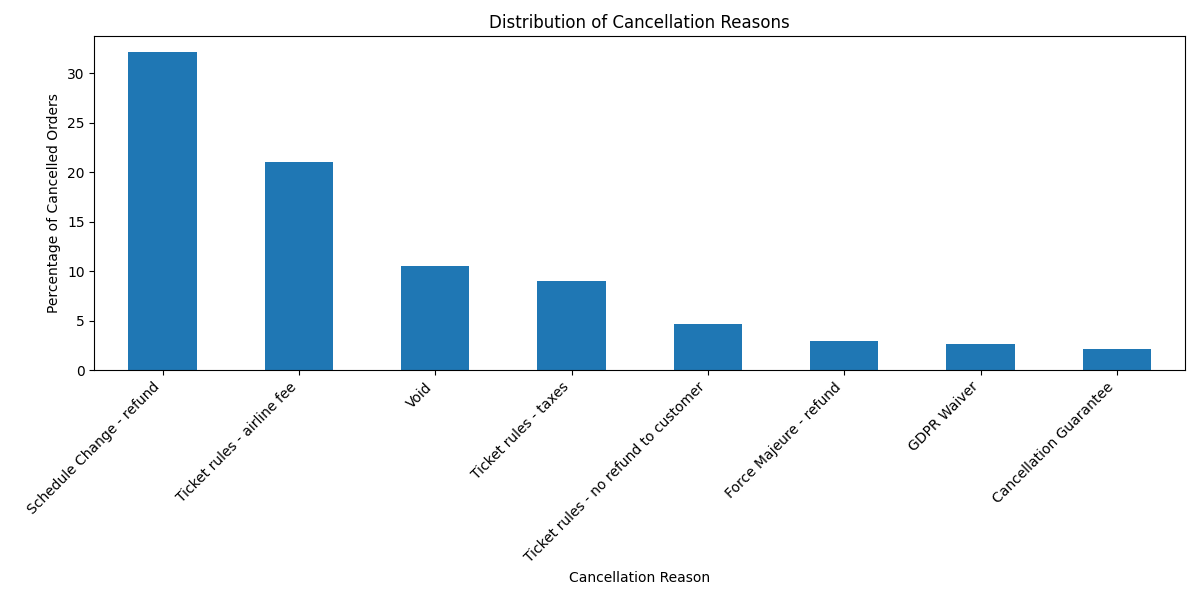 Distribution of Cancellation Reasons
Percentage of Cancelled Orders
30
25
20
15
10
5
0
Schedule Change - refund
Ticket rules - airline fee
Void
Ticket rules - taxes
Ticket rules - no refund to customer
Force Majeure - refund
GDPR Waiver
Cancellation Guarantee
Cancellation Reason